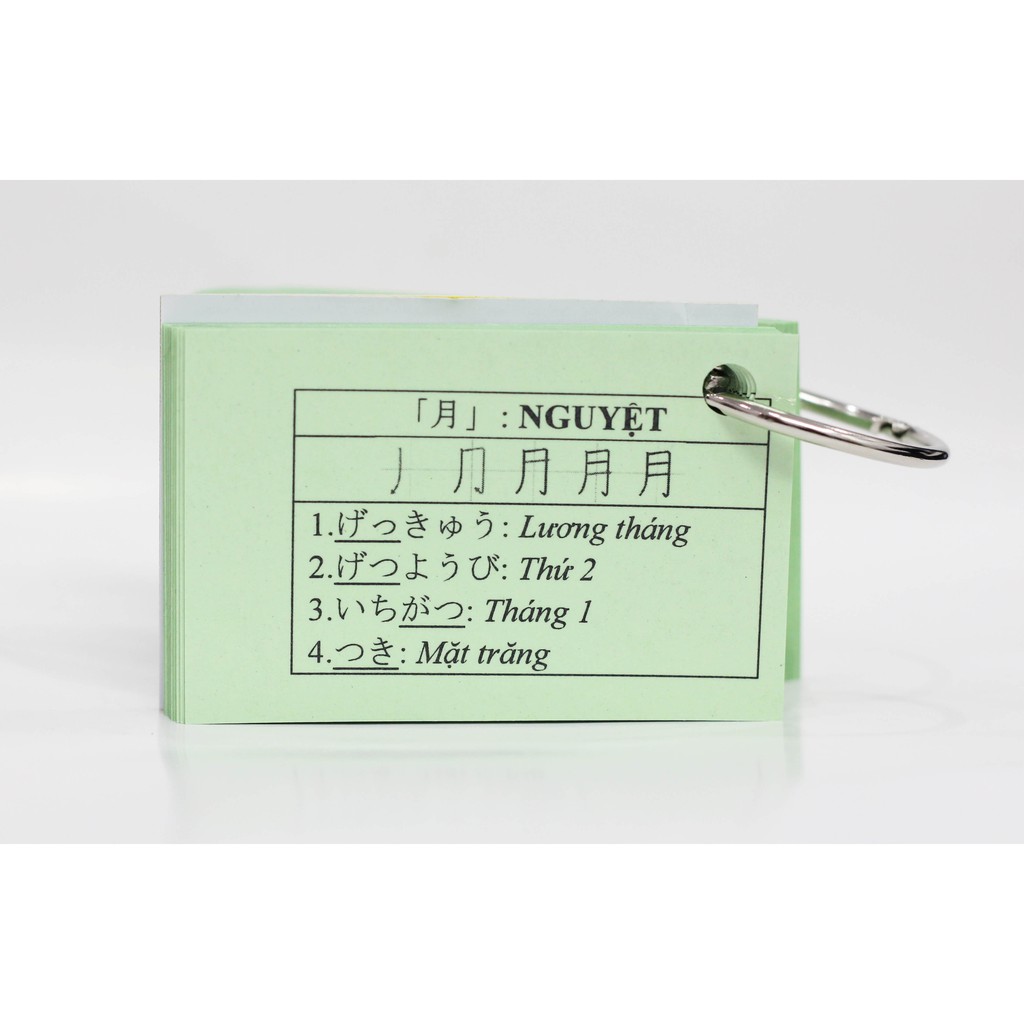 「月」: NGUYỆT
丿 ⺆ 月 月 月
1.げっきゅう: Lương tháng
2.げつようび: Thứ 2
3.いちがつ: Tháng 1
4.つき: Mặt trăng